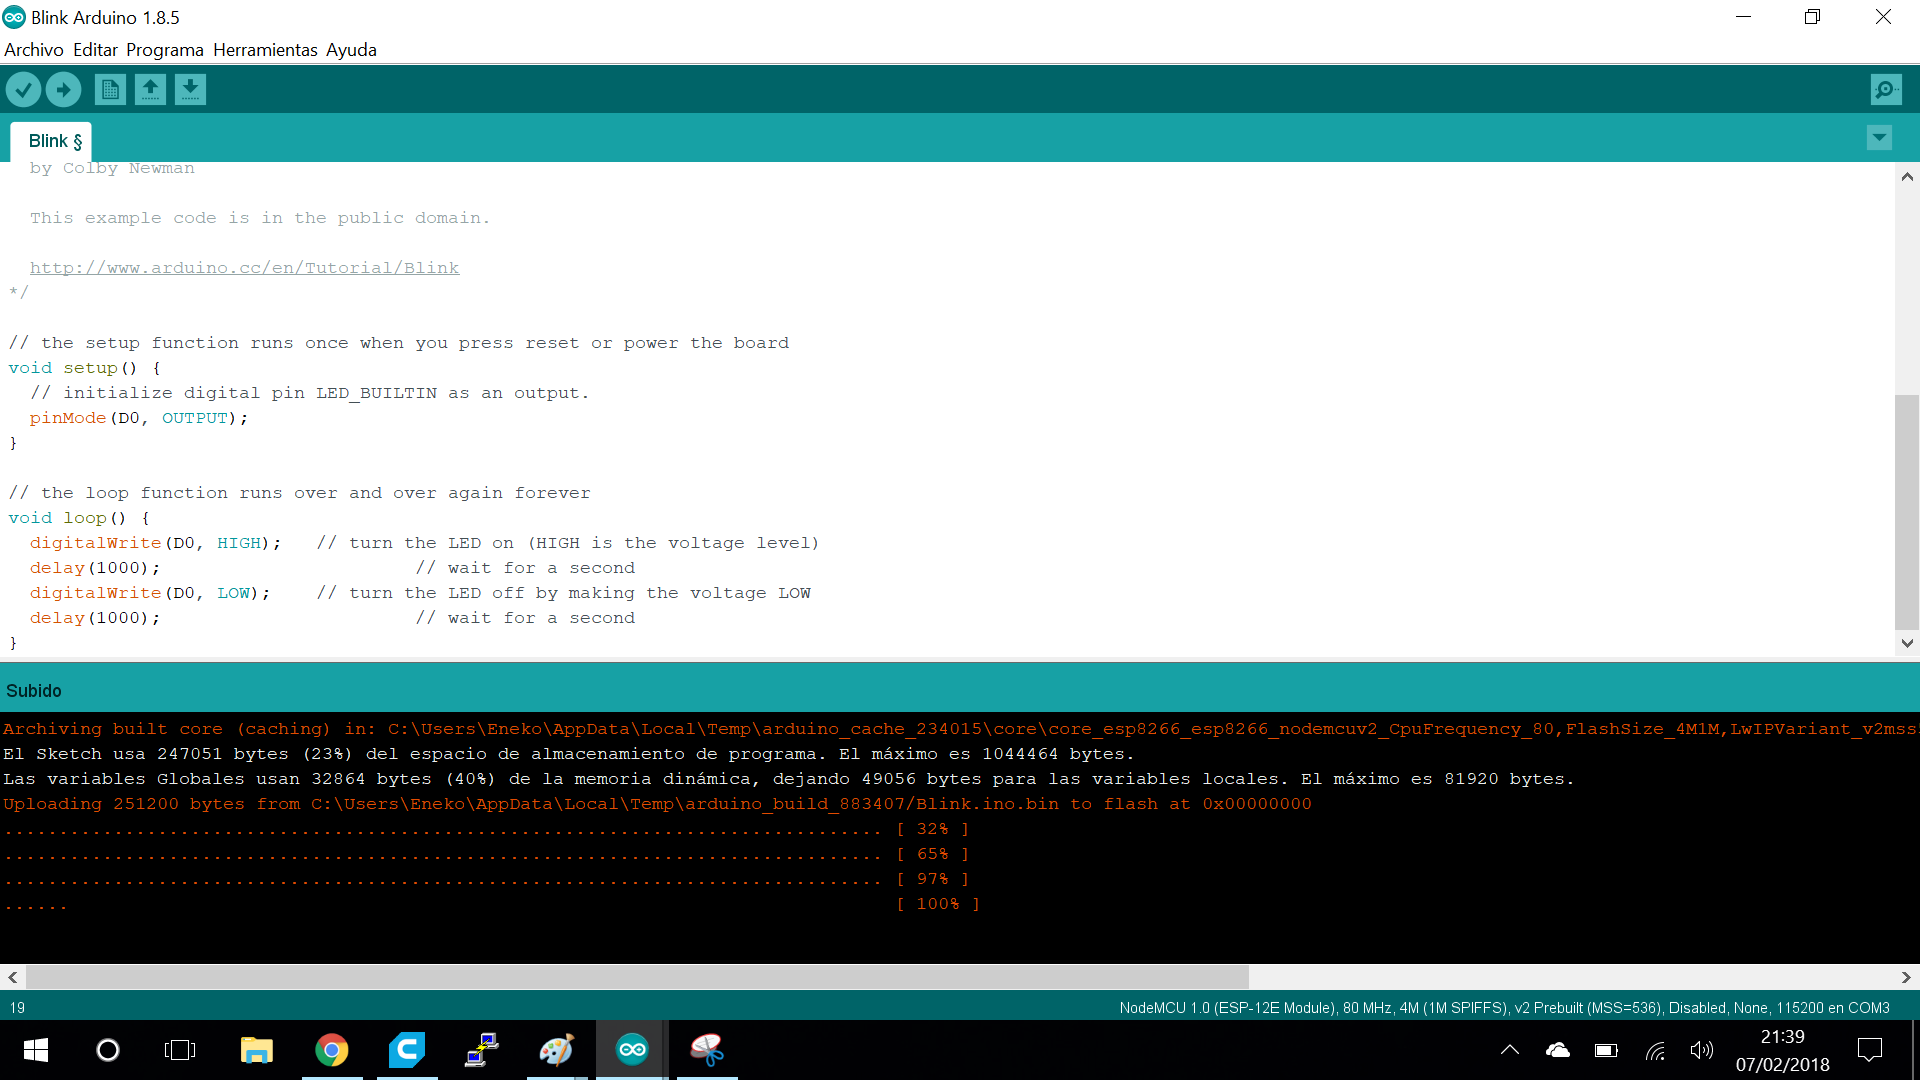 Blink Arduino 1.8.5
Archivo Editar Programa Herramientas Ayuda
Blink §
by Colby Newman
This example code is in the public domain.
http://www.arduino.cc/en/Tutorial/Blink
*/
// the setup function runs once when you press reset or power the board
void setup() {
// initialize digital pin LED_BUILTIN as an output.
pinMode(D0, OUTPUT);
}
// the loop function runs over and over again forever
void loop() {
digitalWrite(D0, HIGH);   // turn the LED on (HIGH is the voltage level)
delay(1000);                       // wait for a second
digitalWrite(D0, LOW);    // turn the LED off by making the voltage LOW
delay(1000);                       // wait for a second
}
Subido
Archiving built core (caching) in: C:\Users\Eneko\AppData\Local\Temp\arduino_cache_234015\core\core_esp8266_esp8266_nodemcuv2_CpuFrequency_80,FlashSize_4M1M,LwIPVariant_v2mss
El Sketch usa 247051 bytes (23%) del espacio de almacenamiento de programa. El máximo es 1044464 bytes.
Las variables Globales usan 32864 bytes (40%) de la memoria dinámica, dejando 49056 bytes para las variables locales. El máximo es 81920 bytes.
Uploading 251200 bytes from C:\Users\Eneko\AppData\Local\Temp\arduino_build_883407/Blink.ino.bin to flash at 0x00000000
................................................................................ [ 32% ]
................................................................................ [ 65% ]
................................................................................ [ 97% ]
......                                                                           [ 100% ]
19
NodeMCU 1.0 (ESP-12E Module), 80 MHz, 4M (1M SPIFFS), v2 Prebuilt (MSS=536), Disabled, None, 115200 en COM3
21:39
07/02/2018